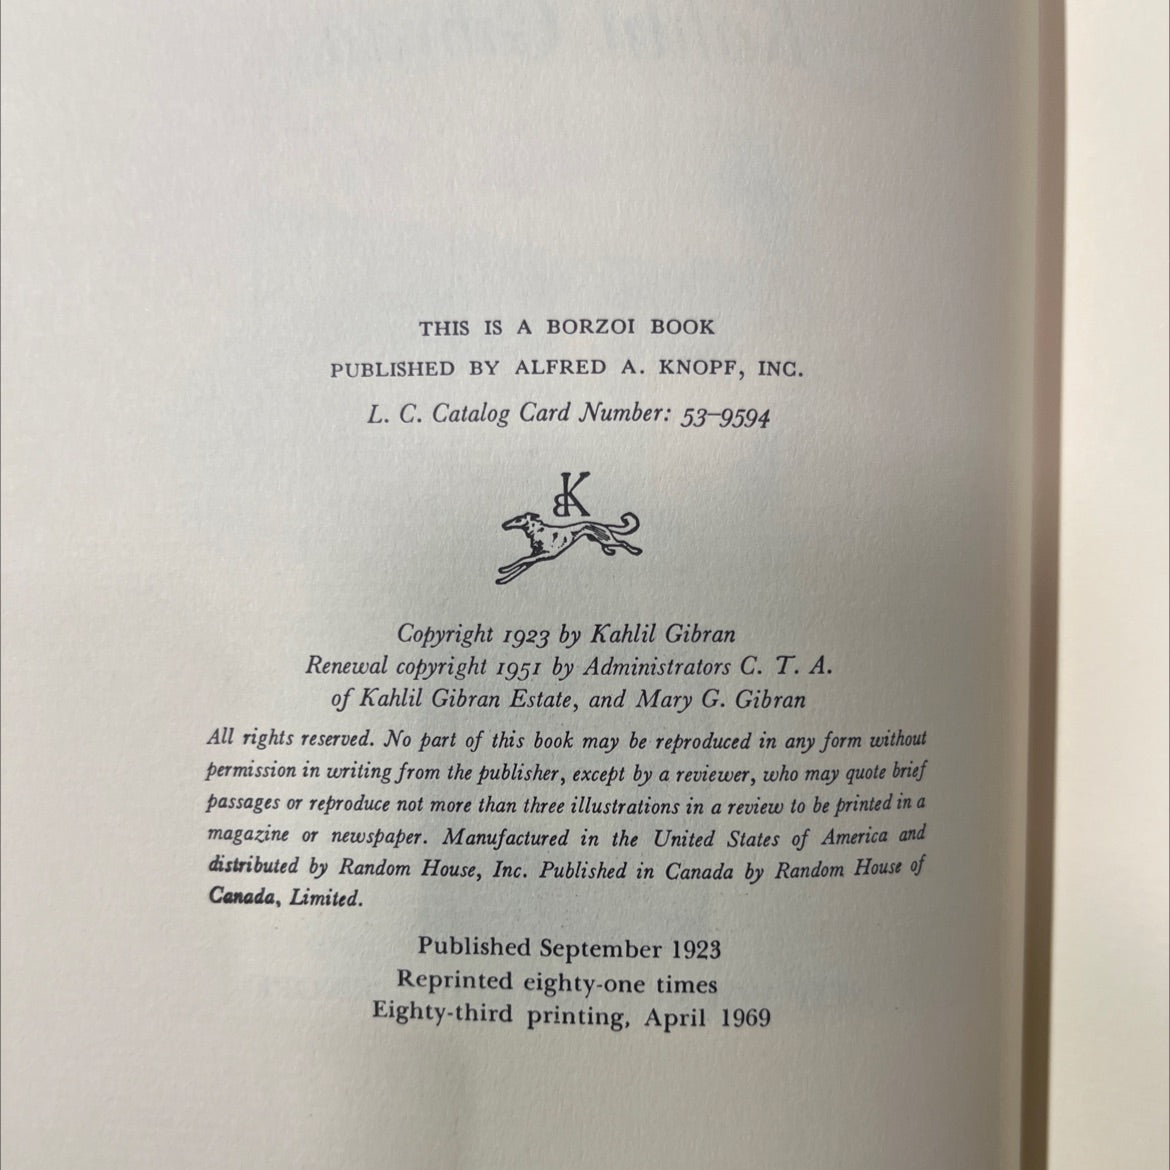 THIS IS A BORZOI BOOK
PUBLISHED BY ALFRED A. KNOPF, INC.
L. C. Catalog Card Number: 53–9594
BK
Copyright 1923 by Kahlil Gibran
Renewal copyright 1951 by Administrators C. T. A.
of Kahlil Gibran Estate, and Mary G. Gibran
All rights reserved. No part of this book may be reproduced in any form without
permission in writing from the publisher, except by a reviewer, who may quote brief
passages or reproduce not more than three illustrations in a review to be printed in a
magazine or newspaper. Manufactured in the United States of America and
distributed by Random House, Inc. Published in Canada by Random House of
Canada, Limited.
Published September 1923
Reprinted eighty-one times
Eighty-third printing, April 1969